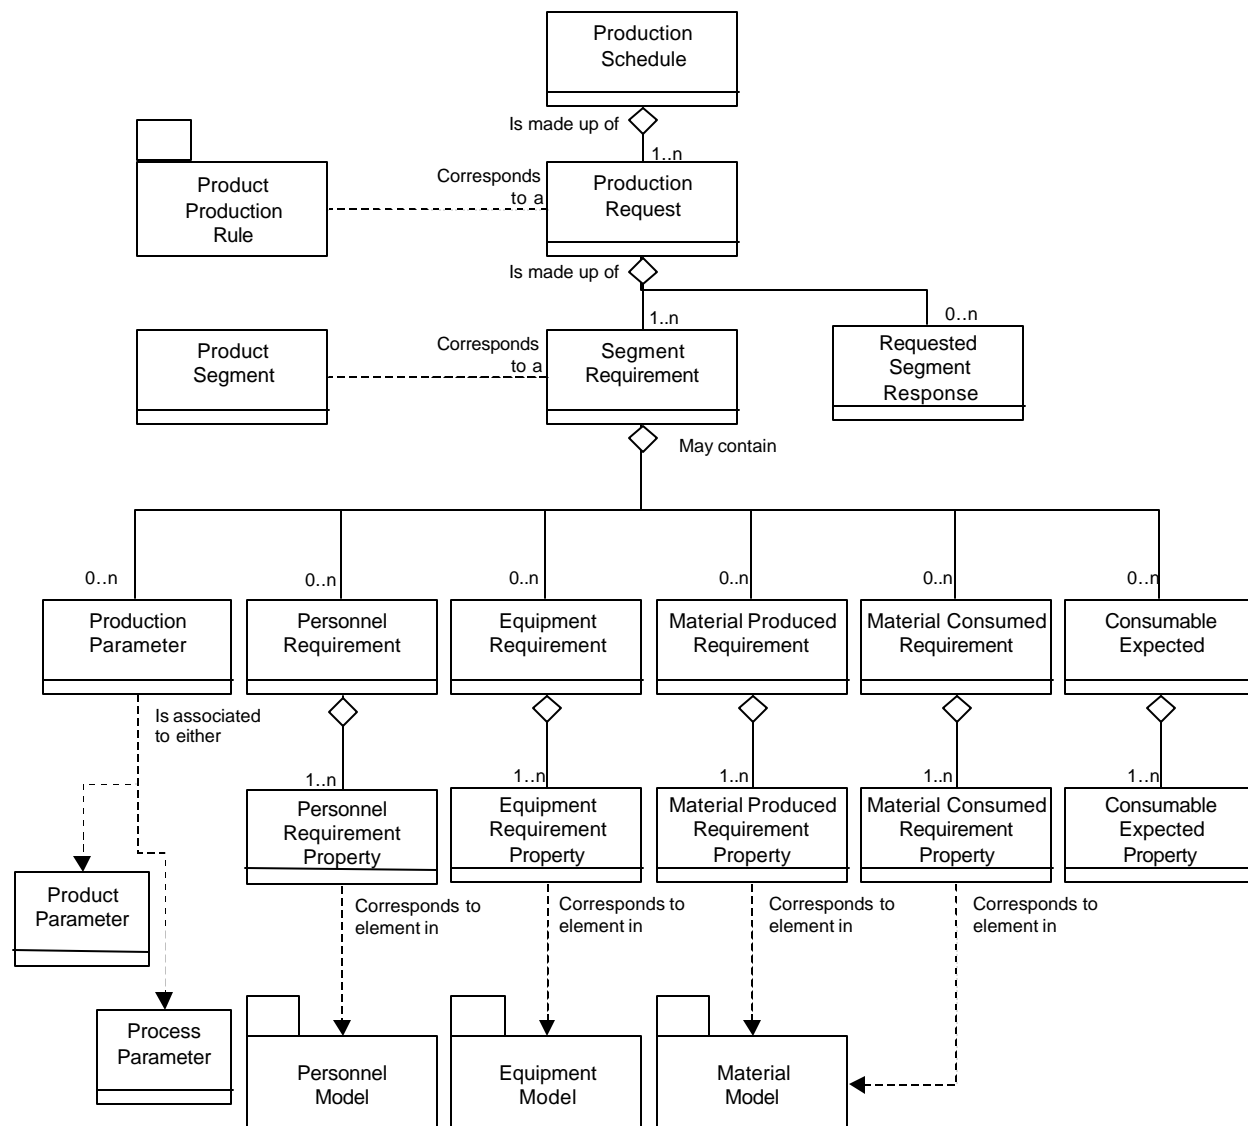 Production
Schedule
Is made up of
1..n
Product
Production
Rule
Corresponds
to a
Production
Request
Is made up of
1..n
0..n
Product
Segment
Corresponds
to a
Segment
Requirement
Requested
Segment
Response
May contain
0..n
0..n
0..n
0..n
0..n
0..n
Production
Parameter
Personnel
Requirement
Equipment
Requirement
Material Produced
Requirement
Material Consumed
Requirement
Consumable
Expected
Is associated
to either
1..n
1..n
1..n
1..n
1..n
Personnel
Requirement
Property
Equipment
Requirement
Property
Material Produced
Requirement
Property
Material Consumed
Requirement
Property
Consumable
Expected
Property
Product
Parameter
Corresponds to
element in
Corresponds to
element in
Corresponds to
element in
Corresponds to
element in
Process
Parameter
Personnel
Model
Equipment
Model
Material
Model